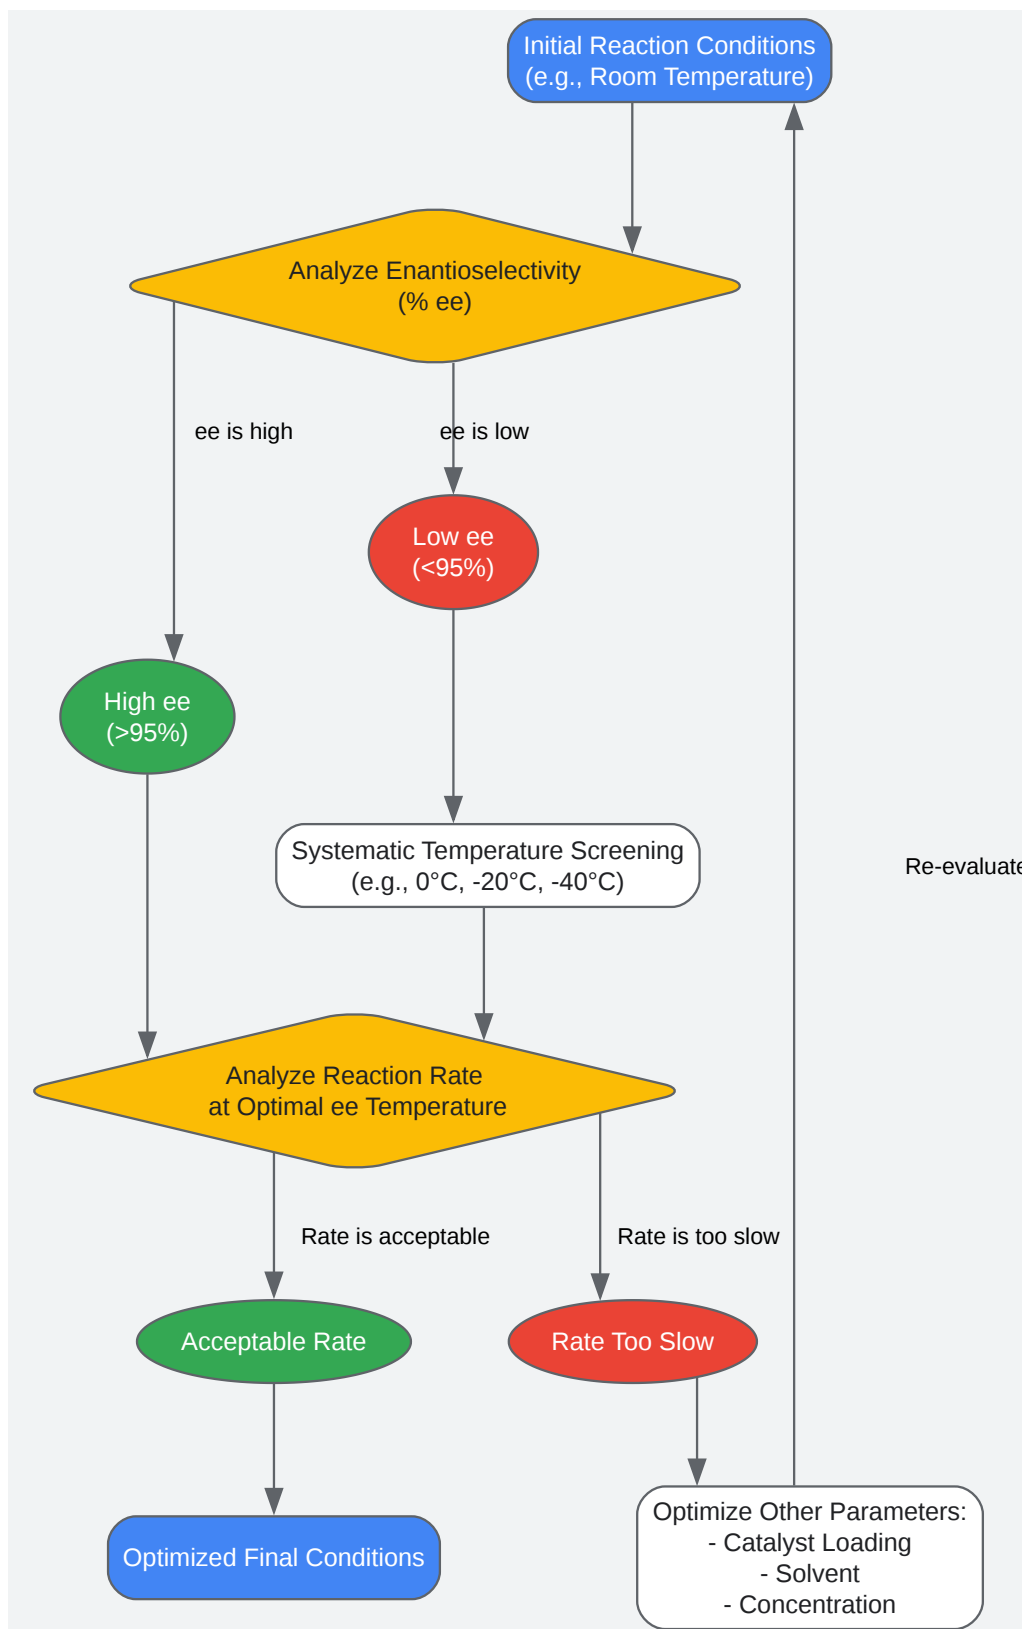 Initial Reaction Conditions
(e.g., Room Temperature)
Analyze Enantioselectivity
(% ee)
ee is high
ee is low
Low ee
(<95%)
High ee
(>95%)
Systematic Temperature Screening
(e.g., 0°C, -20°C, -40°C)
Re-evaluate
Analyze Reaction Rate
at Optimal ee Temperature
Rate is acceptable
Rate is too slow
Acceptable Rate
Rate Too Slow
Optimized Final Conditions
Optimize Other Parameters:
- Catalyst Loading
- Solvent
- Concentration